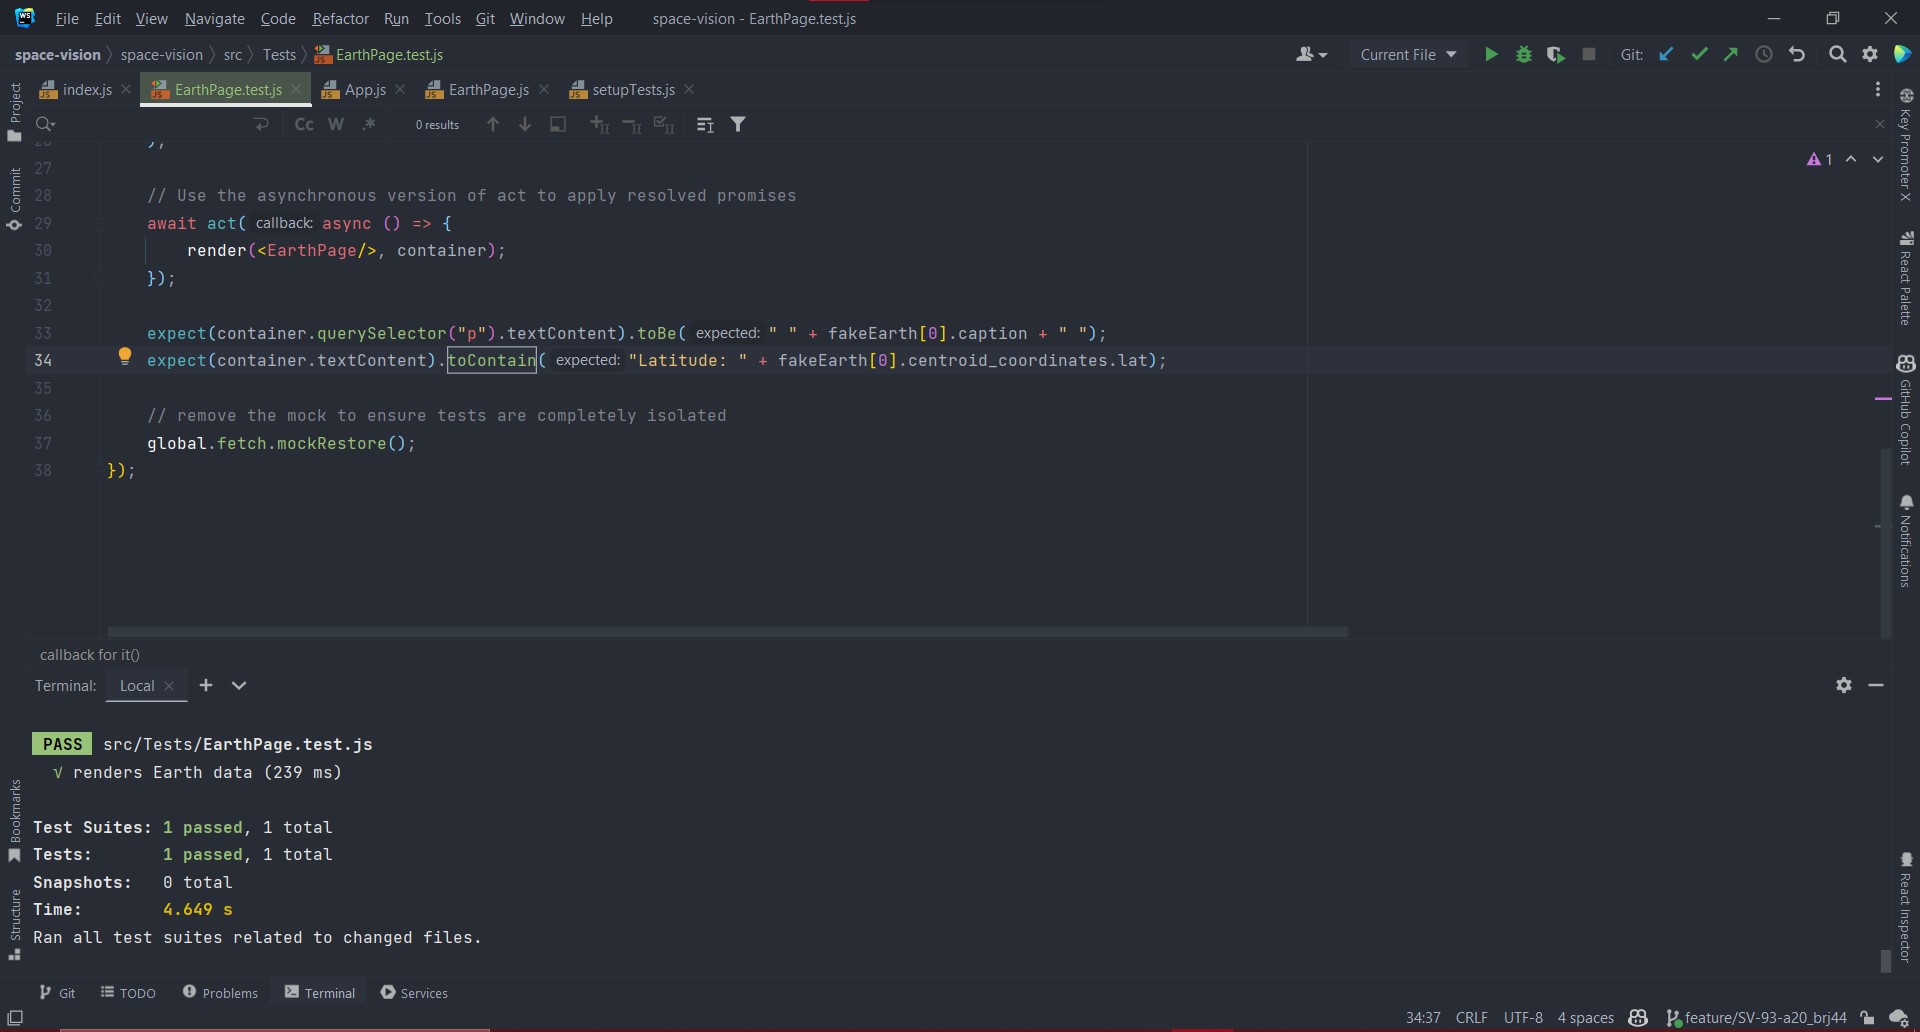 WS File Edit View Navigate Code Refactor Run Tools Git Window Help space-vision - EarthPage.test.js
space-vision space-vision src Tests EarthPage.test.js Current File Git:
index.js EarthPage.test.js App.js EarthPage.js setupTests.js
Cc W .* 0 results
1
27
28 // Use the asynchronous version of act to apply resolved promises
29 await act( callback: async () => {
30 render(<EarthPage/>, container);
31 });
32
33 expect(container.querySelector("p").textContent).toBe( expected: " " + fakeEarth[0].caption + " ");
34 expect(container.textContent).toContain( expected: "Latitude: " + fakeEarth[0].centroid_coordinates.lat);
35
36 // remove the mock to ensure tests are completely isolated
37 global.fetch.mockRestore();
38 });
callback for it()
Terminal: Local
PASS src/Tests/EarthPage.test.js
√ renders Earth data (239 ms)
Test Suites: 1 passed, 1 total
Tests: 1 passed, 1 total
Snapshots: 0 total
Time: 4.649 s
Ran all test suites related to changed files.
Git TODO Problems Terminal Services
34:37 CRLF UTF-8 4 spaces feature/SV-93-a20_brj44
Project
Commit
Bookmarks
Structure
Key Promoter X
React Palette
GitHub Copilot
Notifications
React Inspector